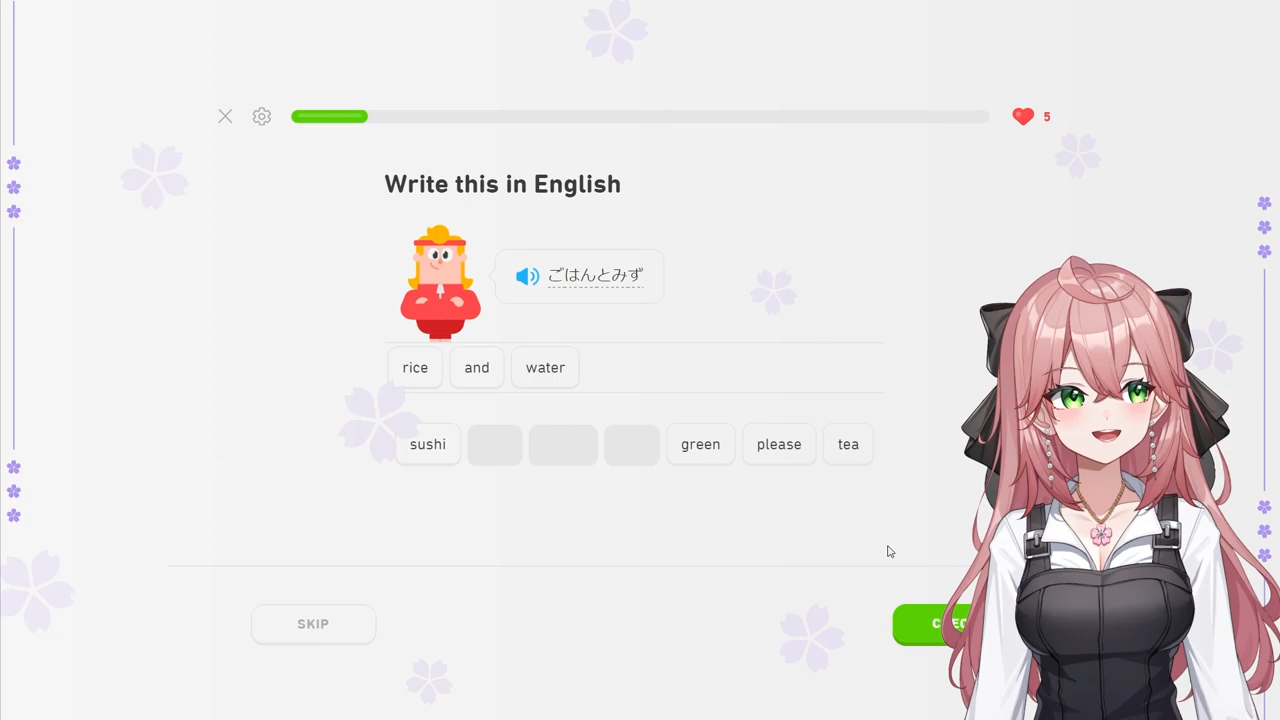 5
Write this in English
ごはんとみず
rice and water
sushi green please tea
SKIP